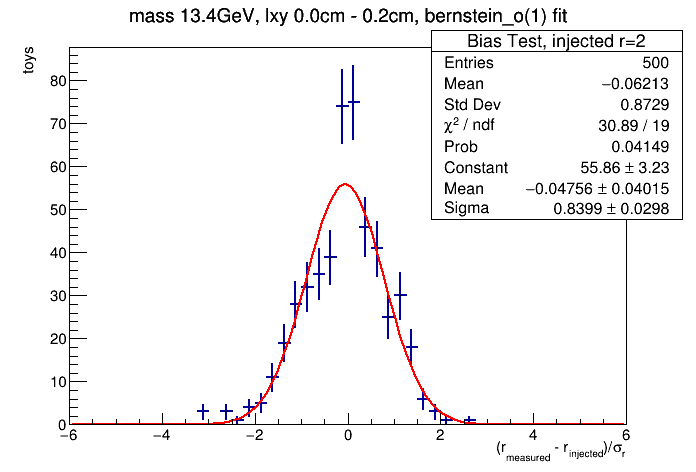 mass 13.4GeV, lxy 0.0cm - 0.2cm, bernstein_o(1) fit
toys
Bias Test, injected r=2
Entries 500
Mean −0.06213
Std Dev 0.8729
χ² / ndf 30.89 / 19
Prob 0.04149
Constant 55.86 ± 3.23
Mean −0.04756 ± 0.04015
Sigma 0.8399 ± 0.0298
80
70
60
50
40
30
20
10
0
−6 −4 −2 0 2 4 6
(r_measured - r_injected)/σ_r